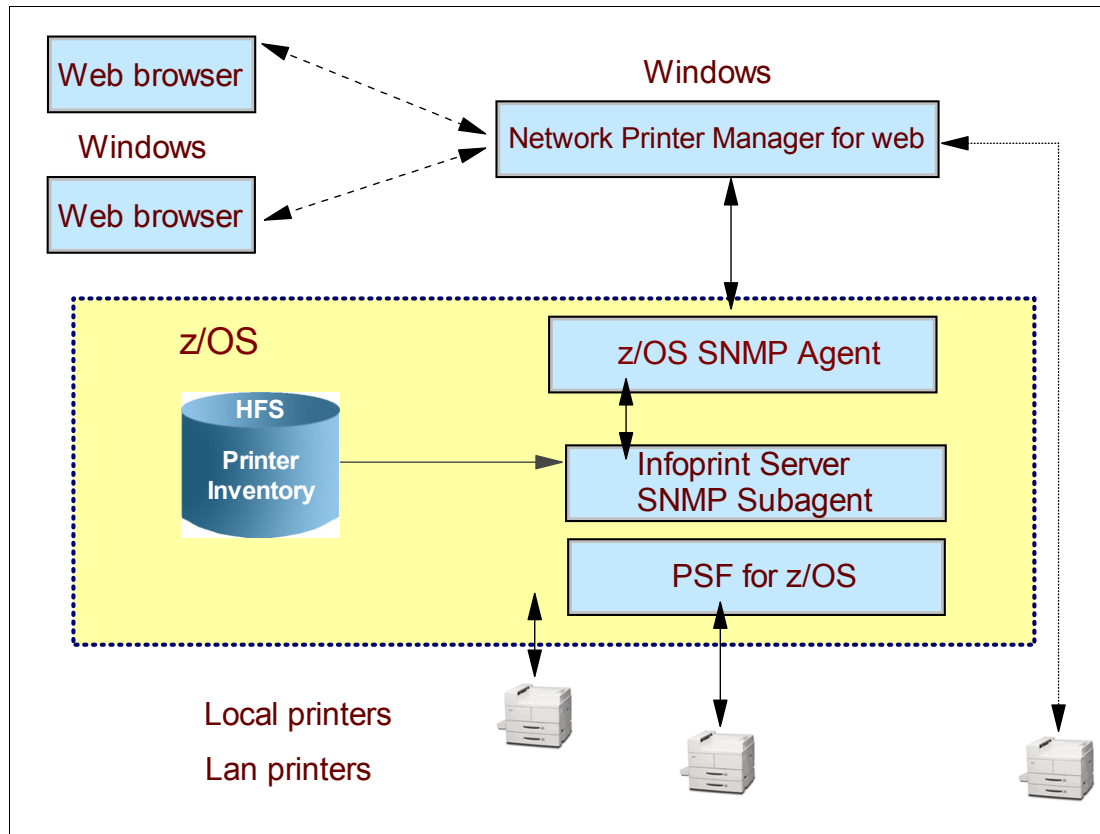 Web browser
Windows
Windows
Network Printer Manager for web
Web browser
z/OS
z/OS SNMP Agent
HFS
Printer
Inventory
Infoprint Server
SNMP Subagent
PSF for z/OS
Local printers
Lan printers